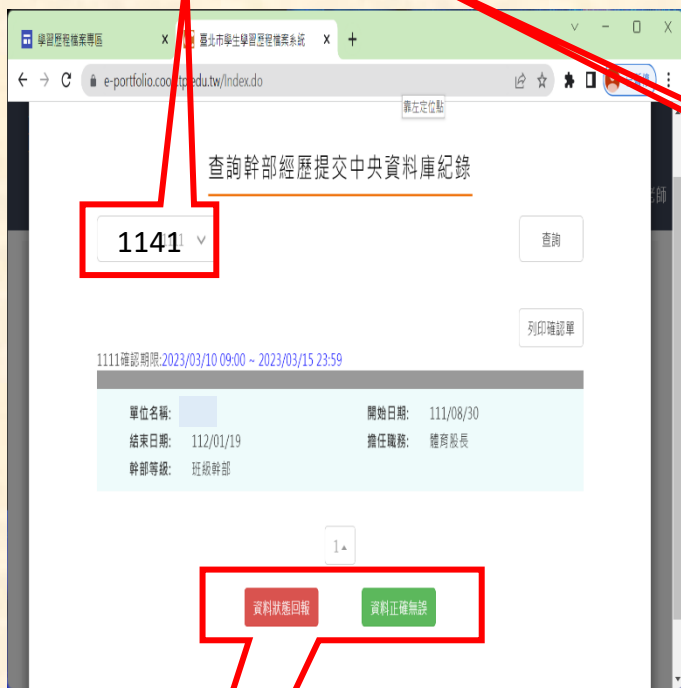 學習歷程檔案專區
臺北市學生學習歷程檔案系統
e-portfolio.coo
tp.edu.tw/Index.do
靠左定位點
查詢幹部經歷提交中央資料庫紀錄
老師
1141
查詢
列印確認單
1111確認期限:2023/03/10 09:00 ~ 2023/03/15 23:59
單位名稱:
開始日期: 111/08/30
結束日期: 112/01/19
擔任職務: 體育股長
幹部等級: 班級幹部
1
資料狀態回報
資料正確無誤